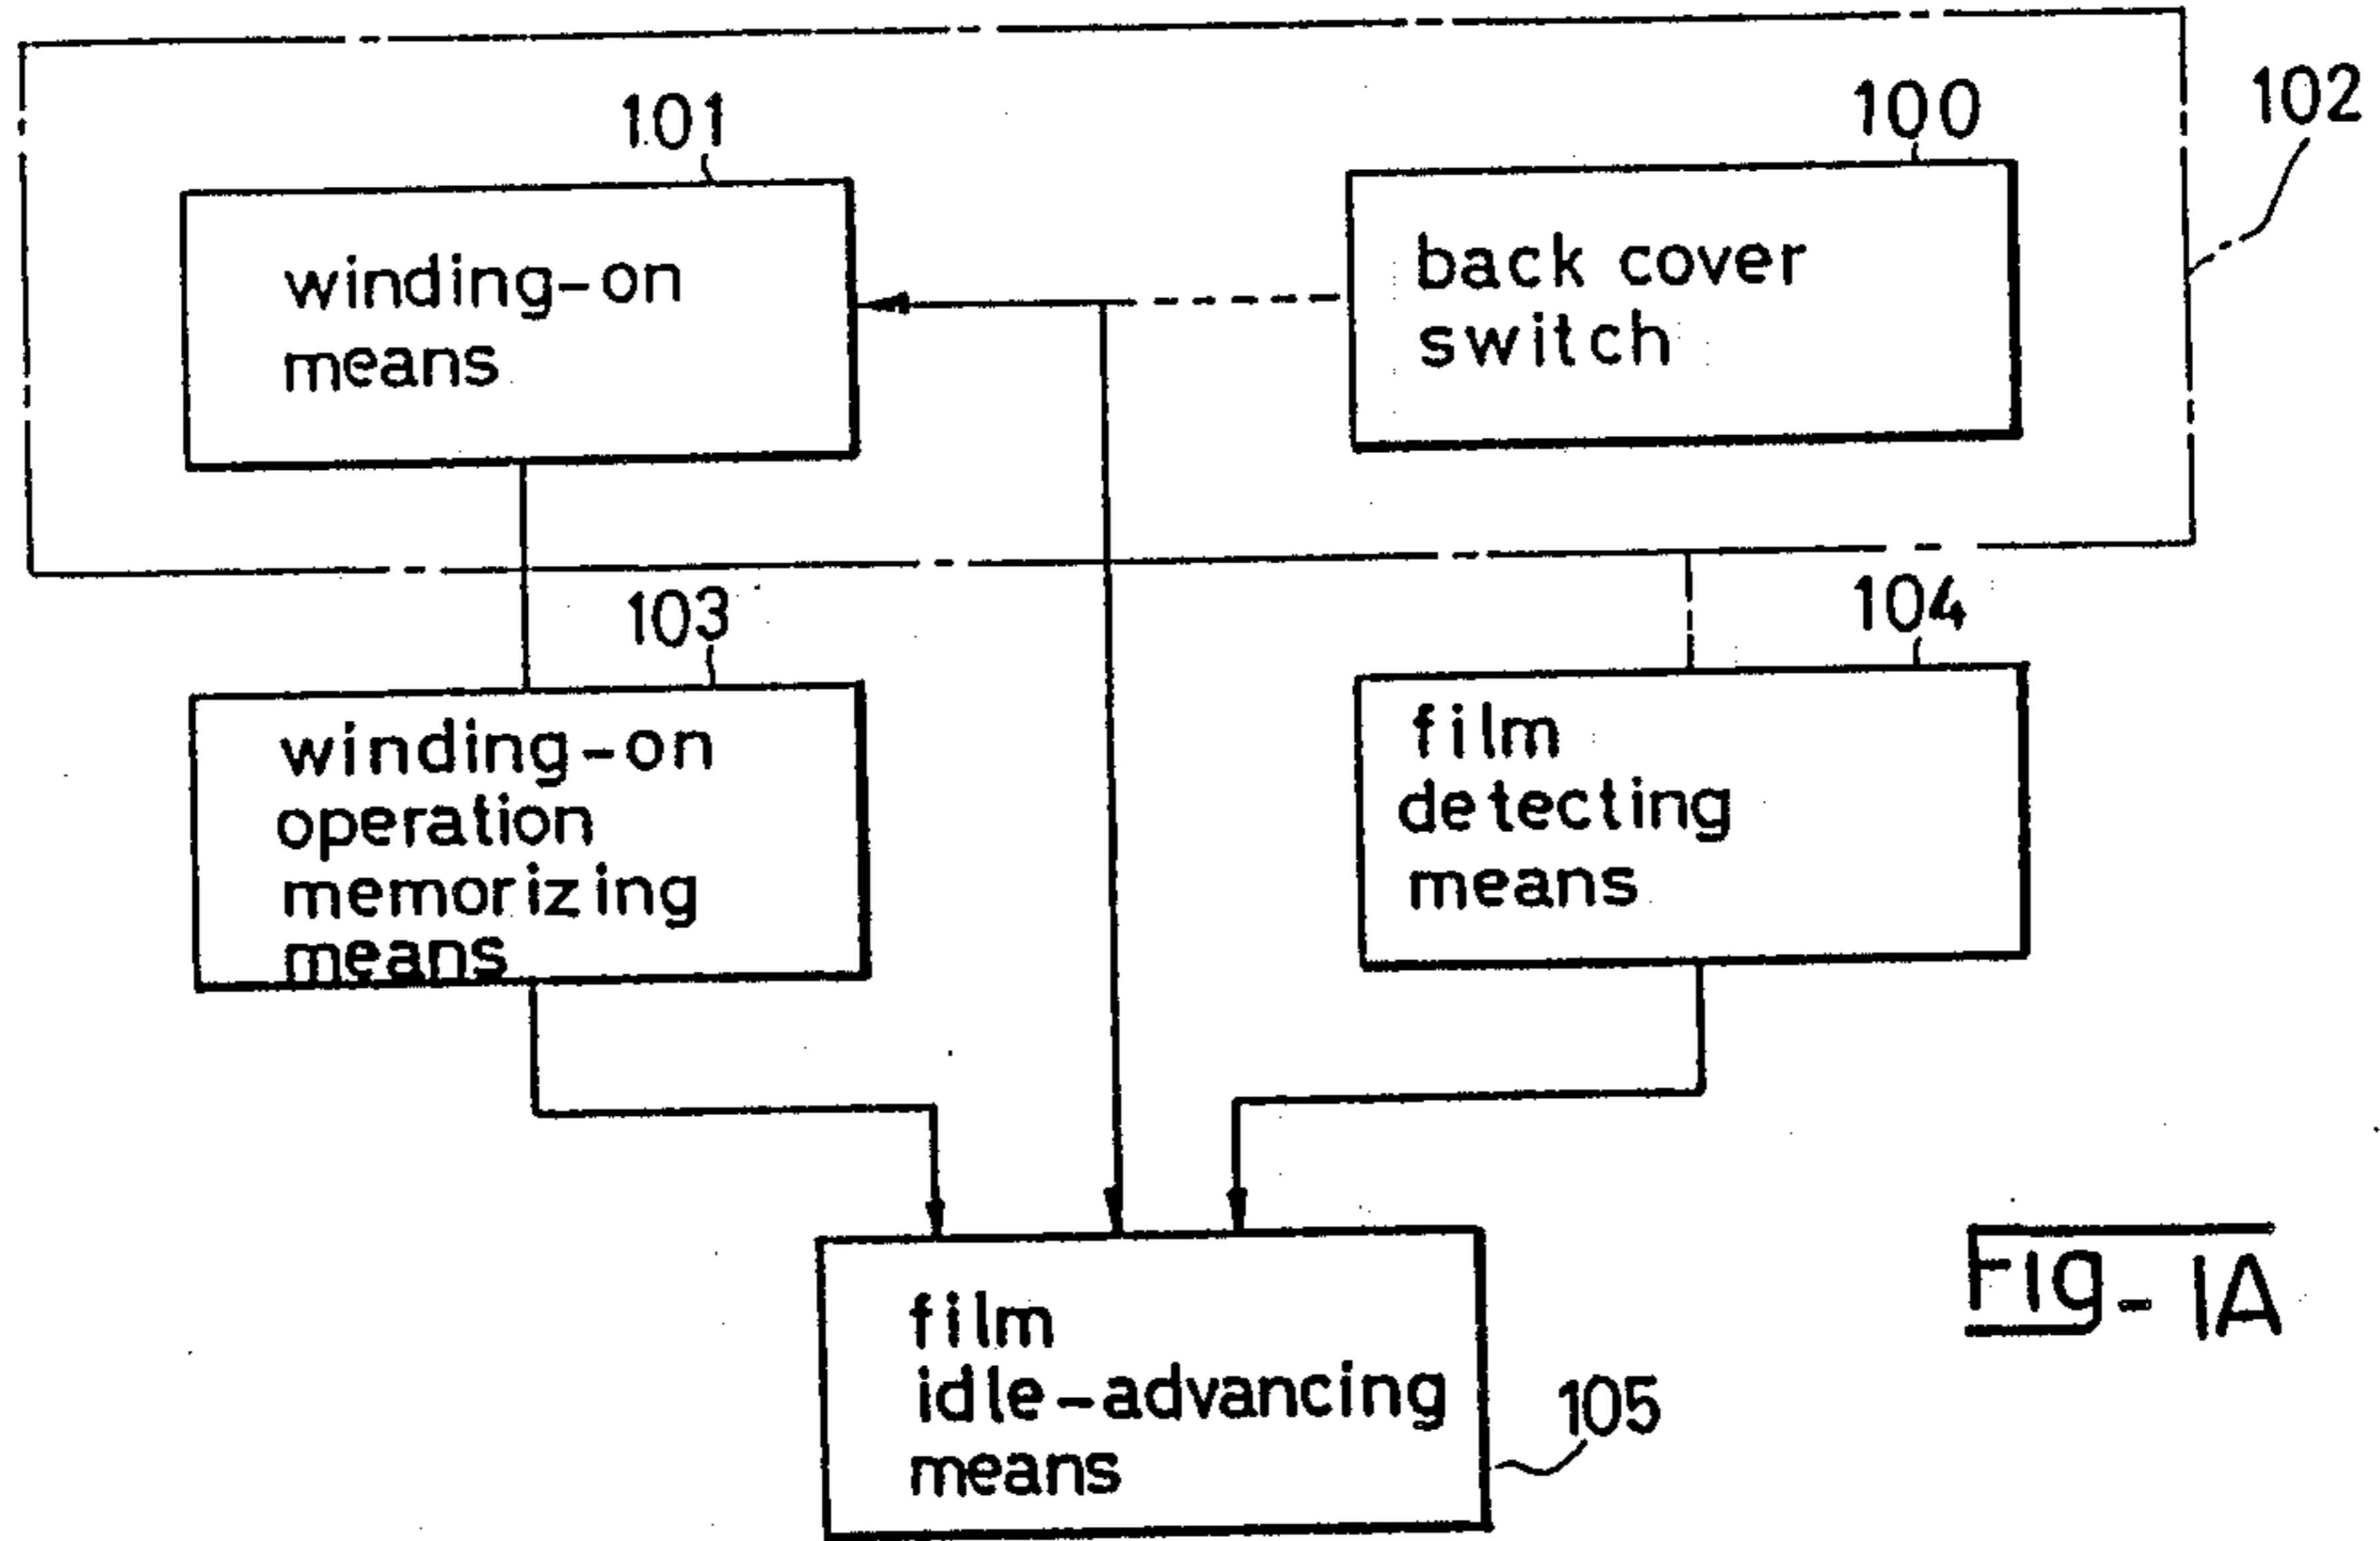 101
100
102
winding-on
means
back cover
switch
103
104
winding-on
operation
memorizing
means
film
detecting
means
film
idle-advancing
means
105
Fig-1A